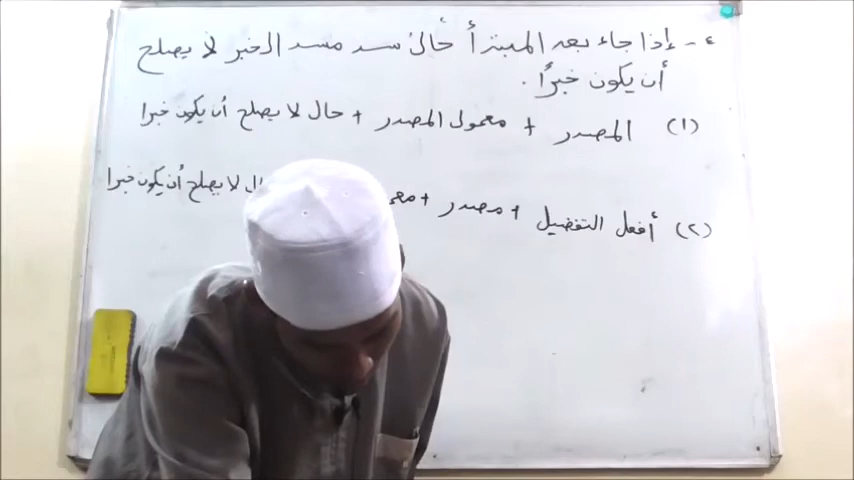 ٤- إذا جاء بعد المبتدأ حال سد مسد الخبر لا يصلح
أن يكون خبرًا.
(١) المصدر + معمول المصدر + حال لا يصلح أن يكون خبرا
(٢) أفعل التفضيل + مصدر + لا يصلح أن يكون خبرا